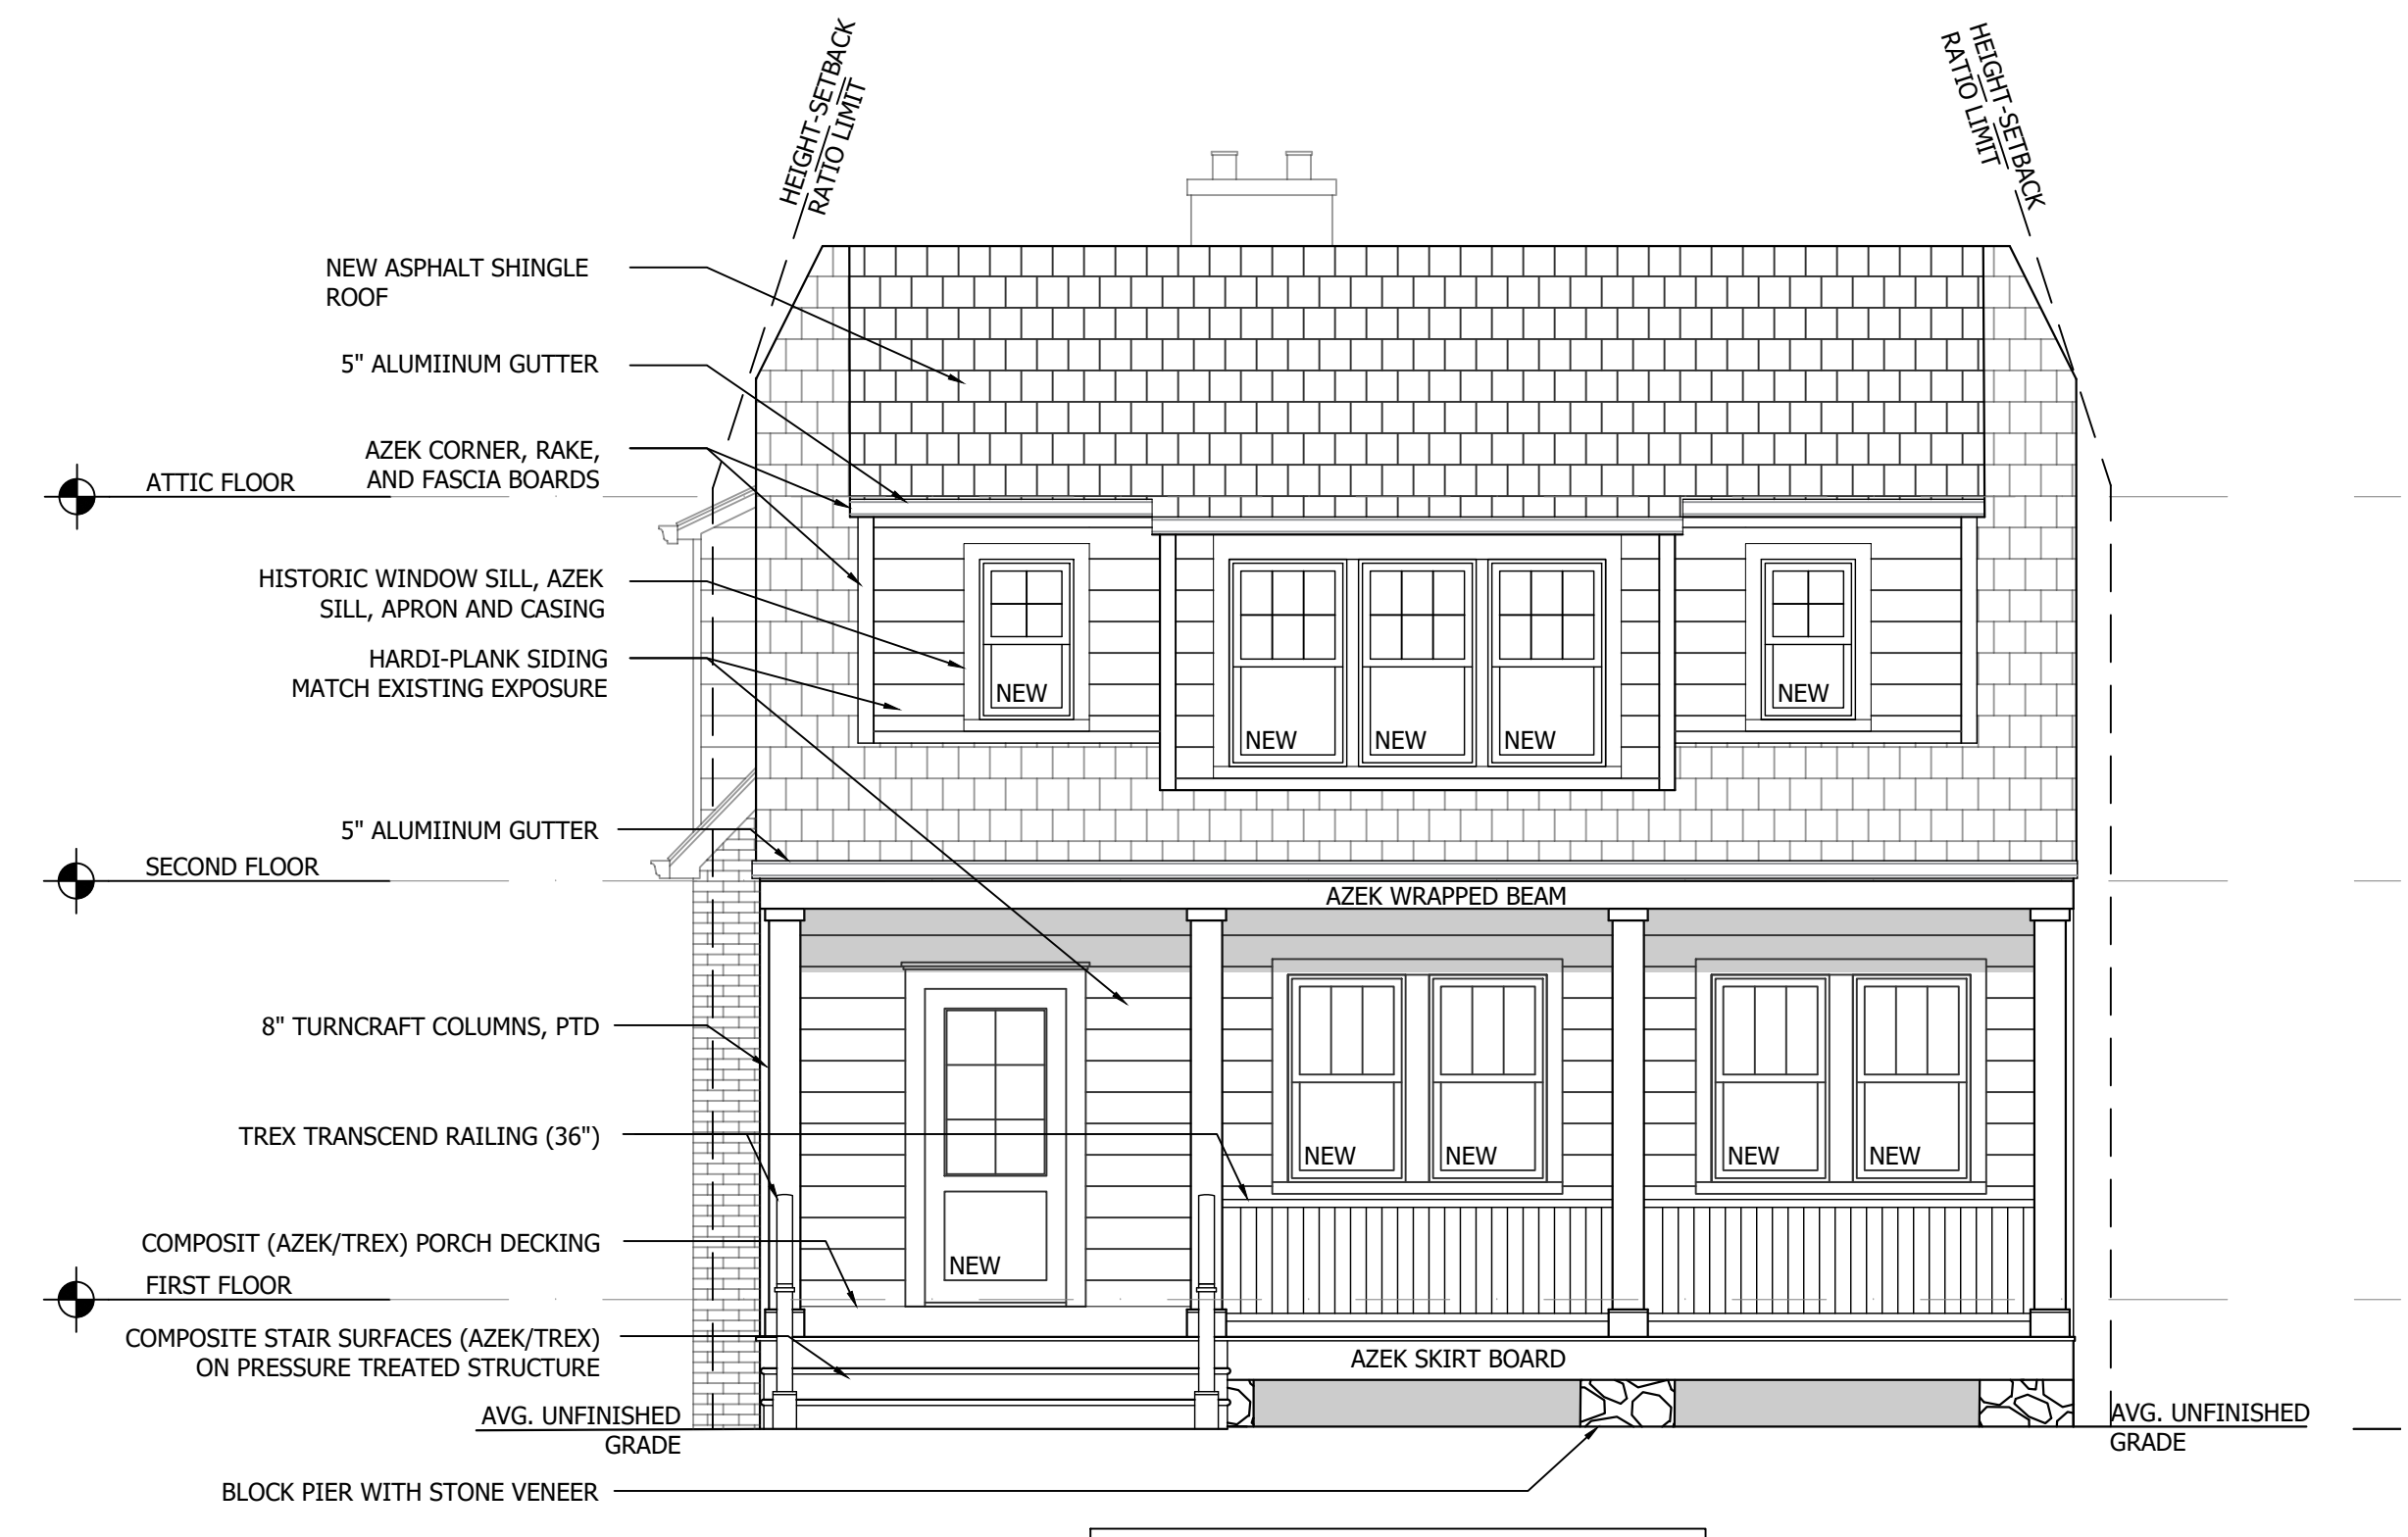 HEIGHT-SETBACK
RATIO LIMIT
HEIGHT-SETBACK
RATIO LIMIT
NEW ASPHALT SHINGLE
ROOF
5" ALUMIINUM GUTTER
AZEK CORNER, RAKE,
AND FASCIA BOARDS
ATTIC FLOOR
HISTORIC WINDOW SILL, AZEK
SILL, APRON AND CASING
HARDI-PLANK SIDING
MATCH EXISTING EXPOSURE
NEW
NEW
NEW
NEW
NEW
5" ALUMIINUM GUTTER
SECOND FLOOR
AZEK WRAPPED BEAM
8" TURNCRAFT COLUMNS, PTD
TREX TRANSCEND RAILING (36")
NEW
NEW
NEW
NEW
COMPOSIT (AZEK/TREX) PORCH DECKING
NEW
FIRST FLOOR
COMPOSITE STAIR SURFACES (AZEK/TREX)
ON PRESSURE TREATED STRUCTURE
AZEK SKIRT BOARD
AVG. UNFINISHED
GRADE
AVG. UNFINISHED
GRADE
BLOCK PIER WITH STONE VENEER